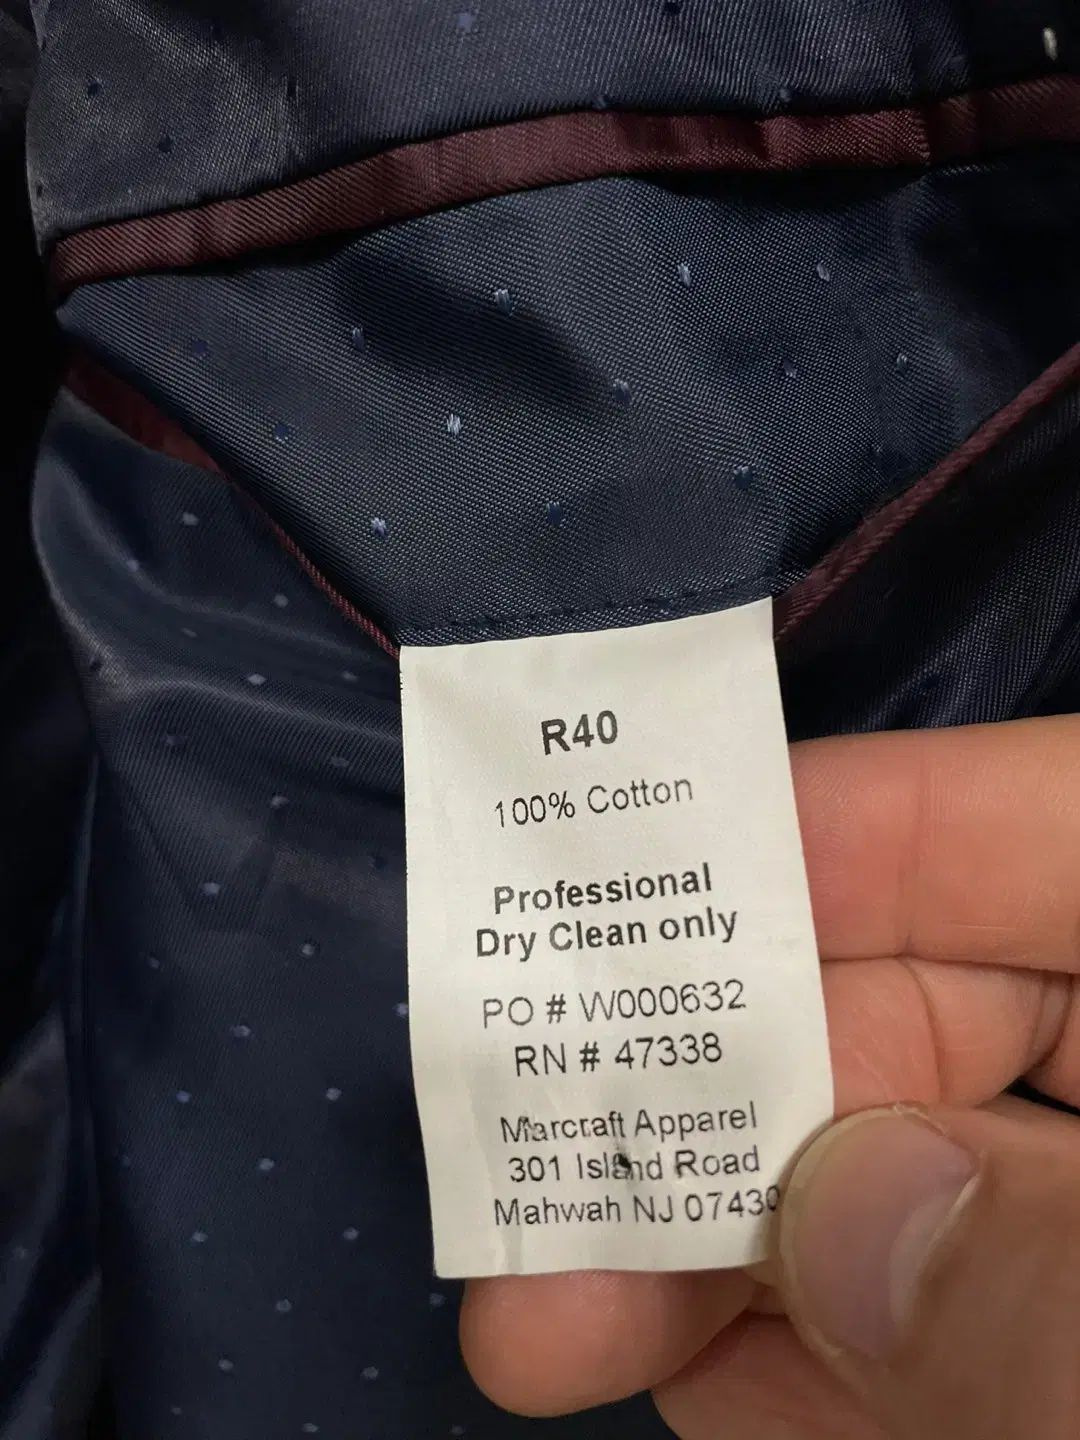 R40
100% Cotton
Professional
Dry Clean only
PO # W000632
RN # 47338
Marcraft Apparel
301 Island Road
Mahwah NJ 07430